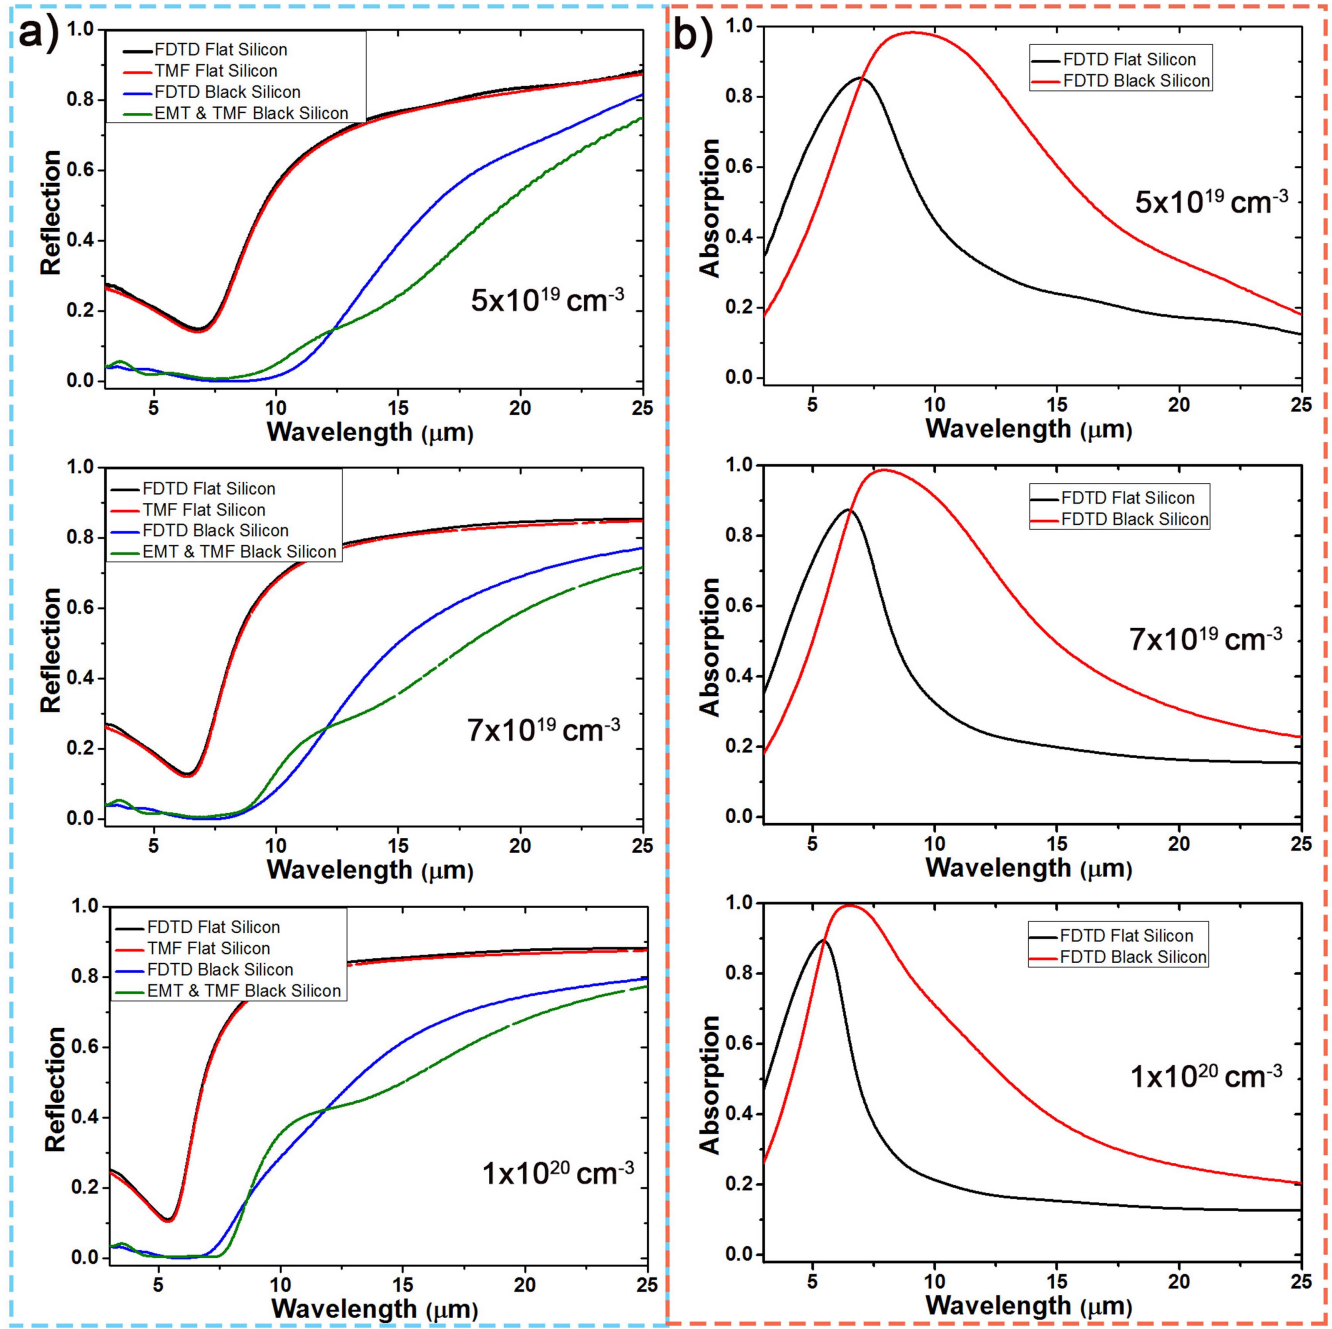 a)
1.0
0.8
0.6
0.4
0.2
0.0
Reflection
FDTD Flat Silicon
TMF Flat Silicon
FDTD Black Silicon
EMT & TMF Black Silicon
5x10¹⁹ cm⁻³
5 10 15 20 25
Wavelength (μm)
1.0
0.8
0.6
0.4
0.2
0.0
Reflection
FDTD Flat Silicon
TMF Flat Silicon
FDTD Black Silicon
EMT & TMF Black Silicon
7x10¹⁹ cm⁻³
5 10 15 20 25
Wavelength (μm)
1.0
0.8
0.6
0.4
0.2
0.0
Reflection
FDTD Flat Silicon
TMF Flat Silicon
FDTD Black Silicon
EMT & TMF Black Silicon
1x10²⁰ cm⁻³
5 10 15 20 25
Wavelength (μm)
b)
1.0
0.8
0.6
0.4
0.2
0.0
Absorption
FDTD Flat Silicon
FDTD Black Silicon
5x10¹⁹ cm⁻³
5 10 15 20 25
Wavelength (μm)
1.0
0.8
0.6
0.4
0.2
0.0
Absorption
FDTD Flat Silicon
FDTD Black Silicon
7x10¹⁹ cm⁻³
5 10 15 20 25
Wavelength (μm)
1.0
0.8
0.6
0.4
0.2
0.0
Absorption
FDTD Flat Silicon
FDTD Black Silicon
1x10²⁰ cm⁻³
5 10 15 20 25
Wavelength (μm)